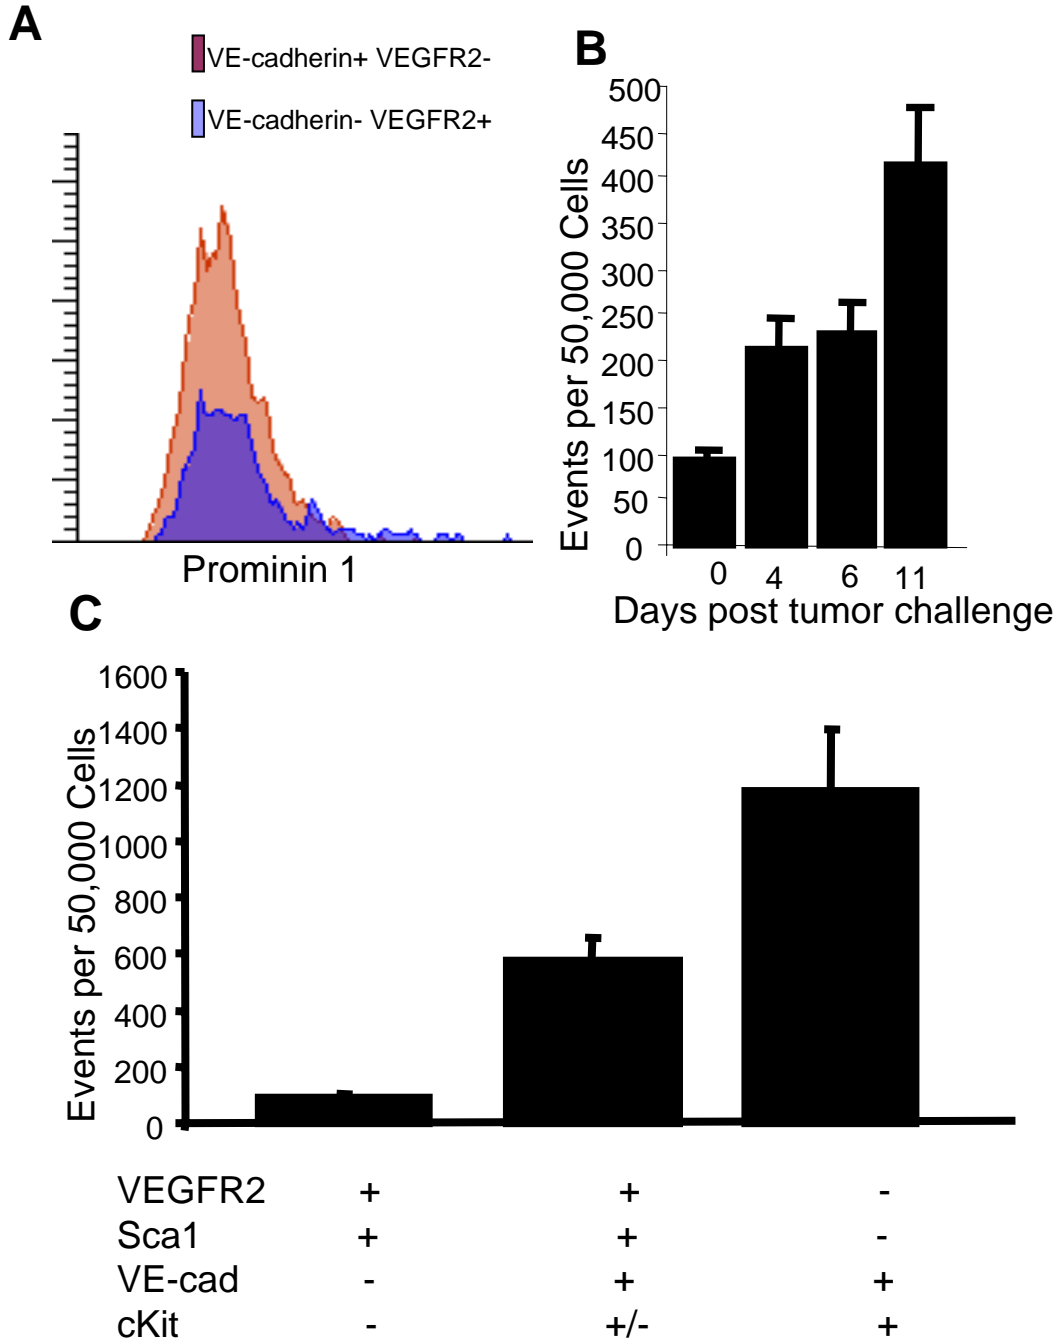 A
VE-cadherin+ VEGFR2-
VE-cadherin- VEGFR2+
Prominin 1
B
Events per 50,000 Cells
500
450
400
350
300
250
200
150
100
50
0
0 4 6 11
Days post tumor challenge
C
Events per 50,000 Cells
1600
1400
1200
1000
800
600
400
200
0
VEGFR2 + + -
Sca1 + + -
VE-cad - + +
cKit - +/- +